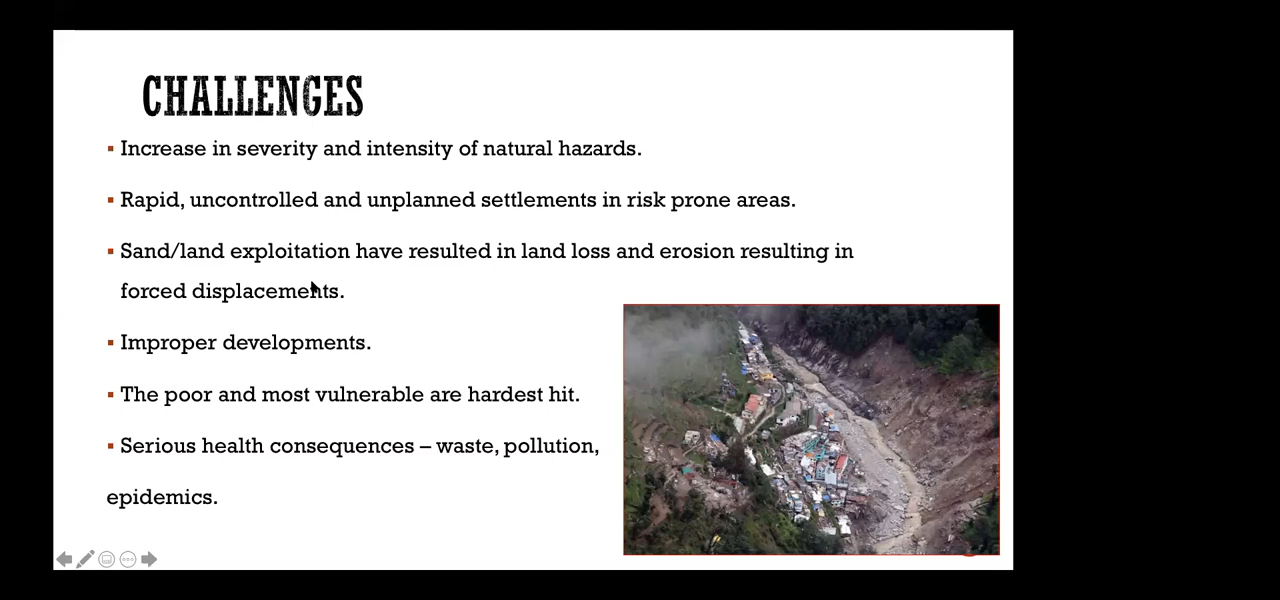 CHALLENGES
▪ Increase in severity and intensity of natural hazards.
▪ Rapid, uncontrolled and unplanned settlements in risk prone areas.
▪ Sand/land exploitation have resulted in land loss and erosion resulting in
forced displacements.
▪ Improper developments.
▪ The poor and most vulnerable are hardest hit.
▪ Serious health consequences – waste, pollution,
epidemics.